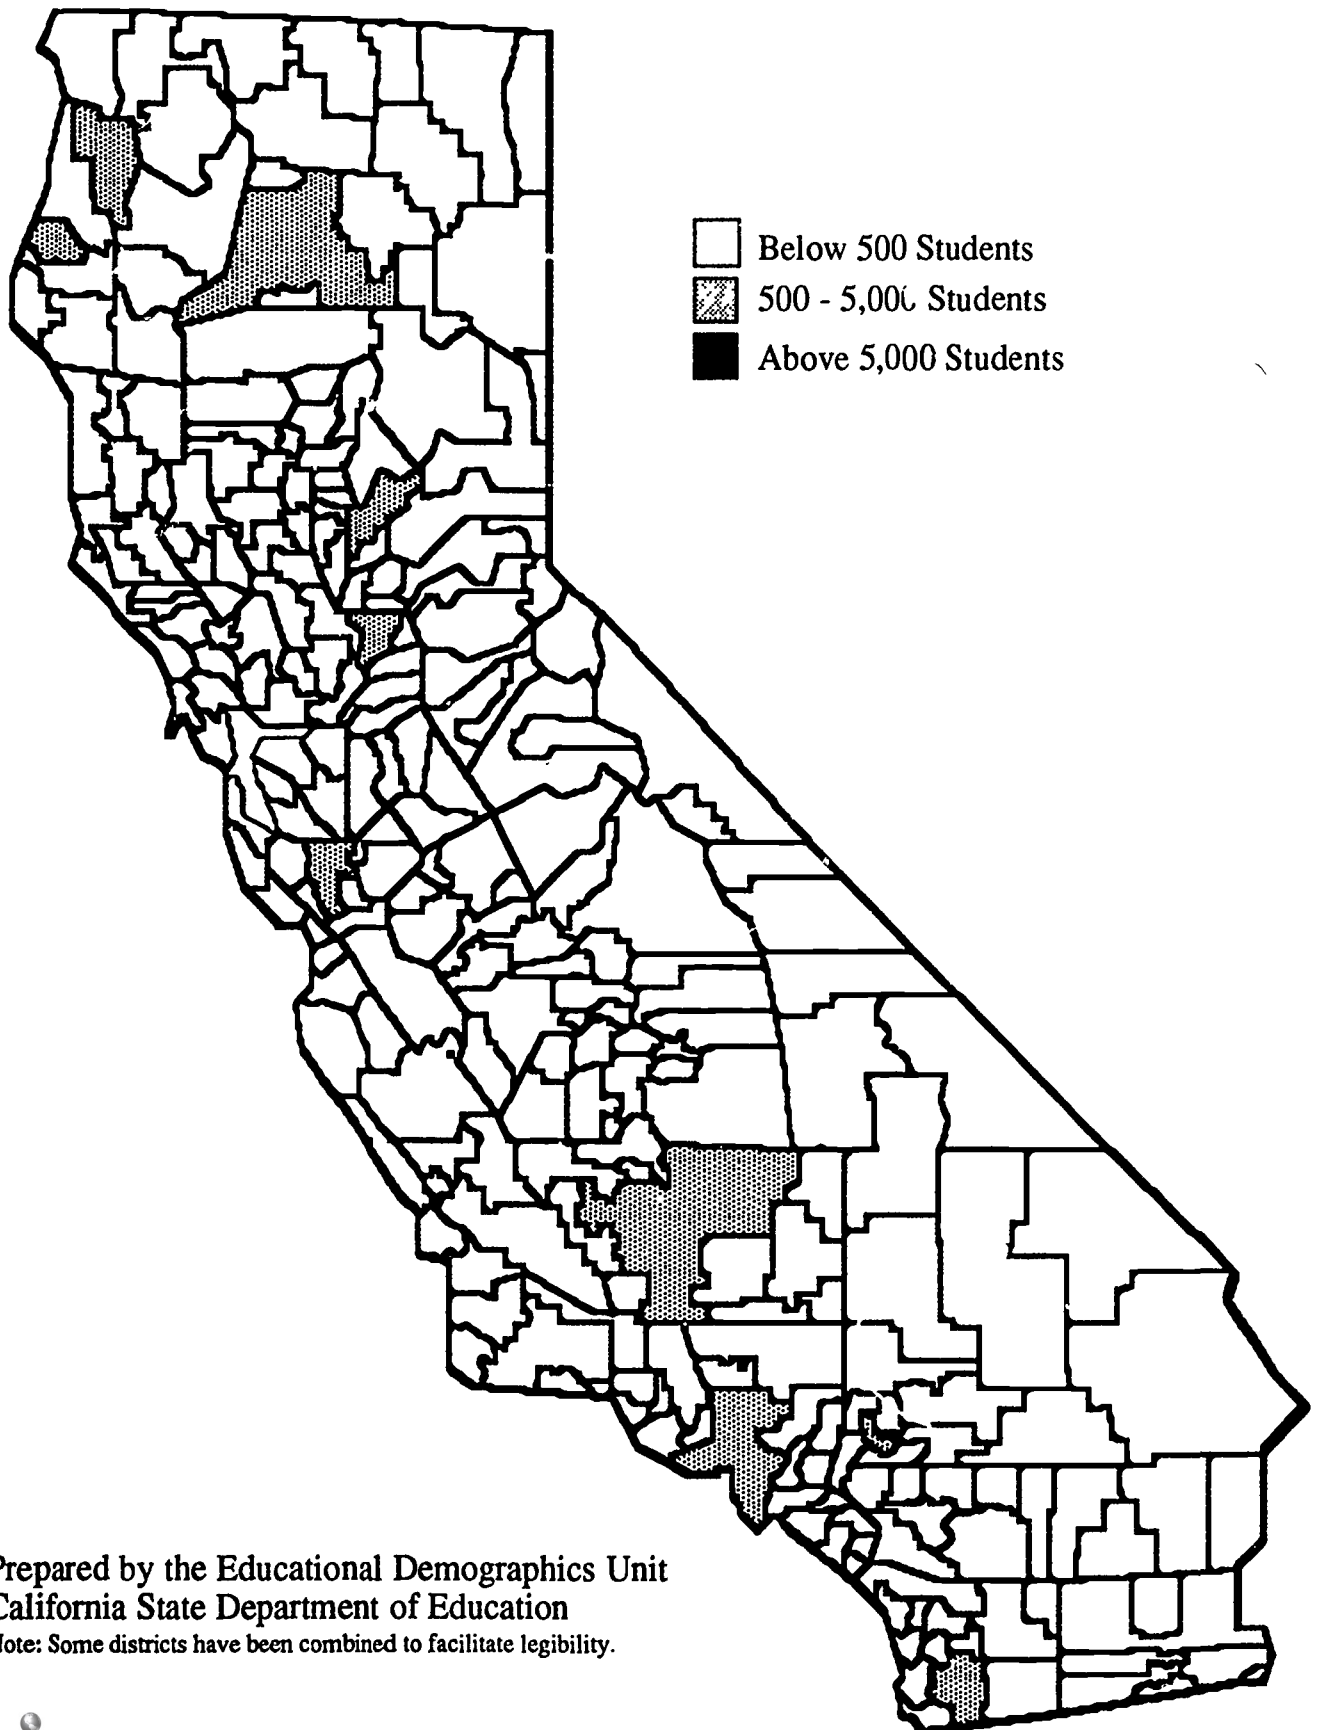 Below 500 Students
500 - 5,000 Students
Above 5,000 Students
Prepared by the Educational Demographics Unit
California State Department of Education
Note: Some districts have been combined to facilitate legibility.